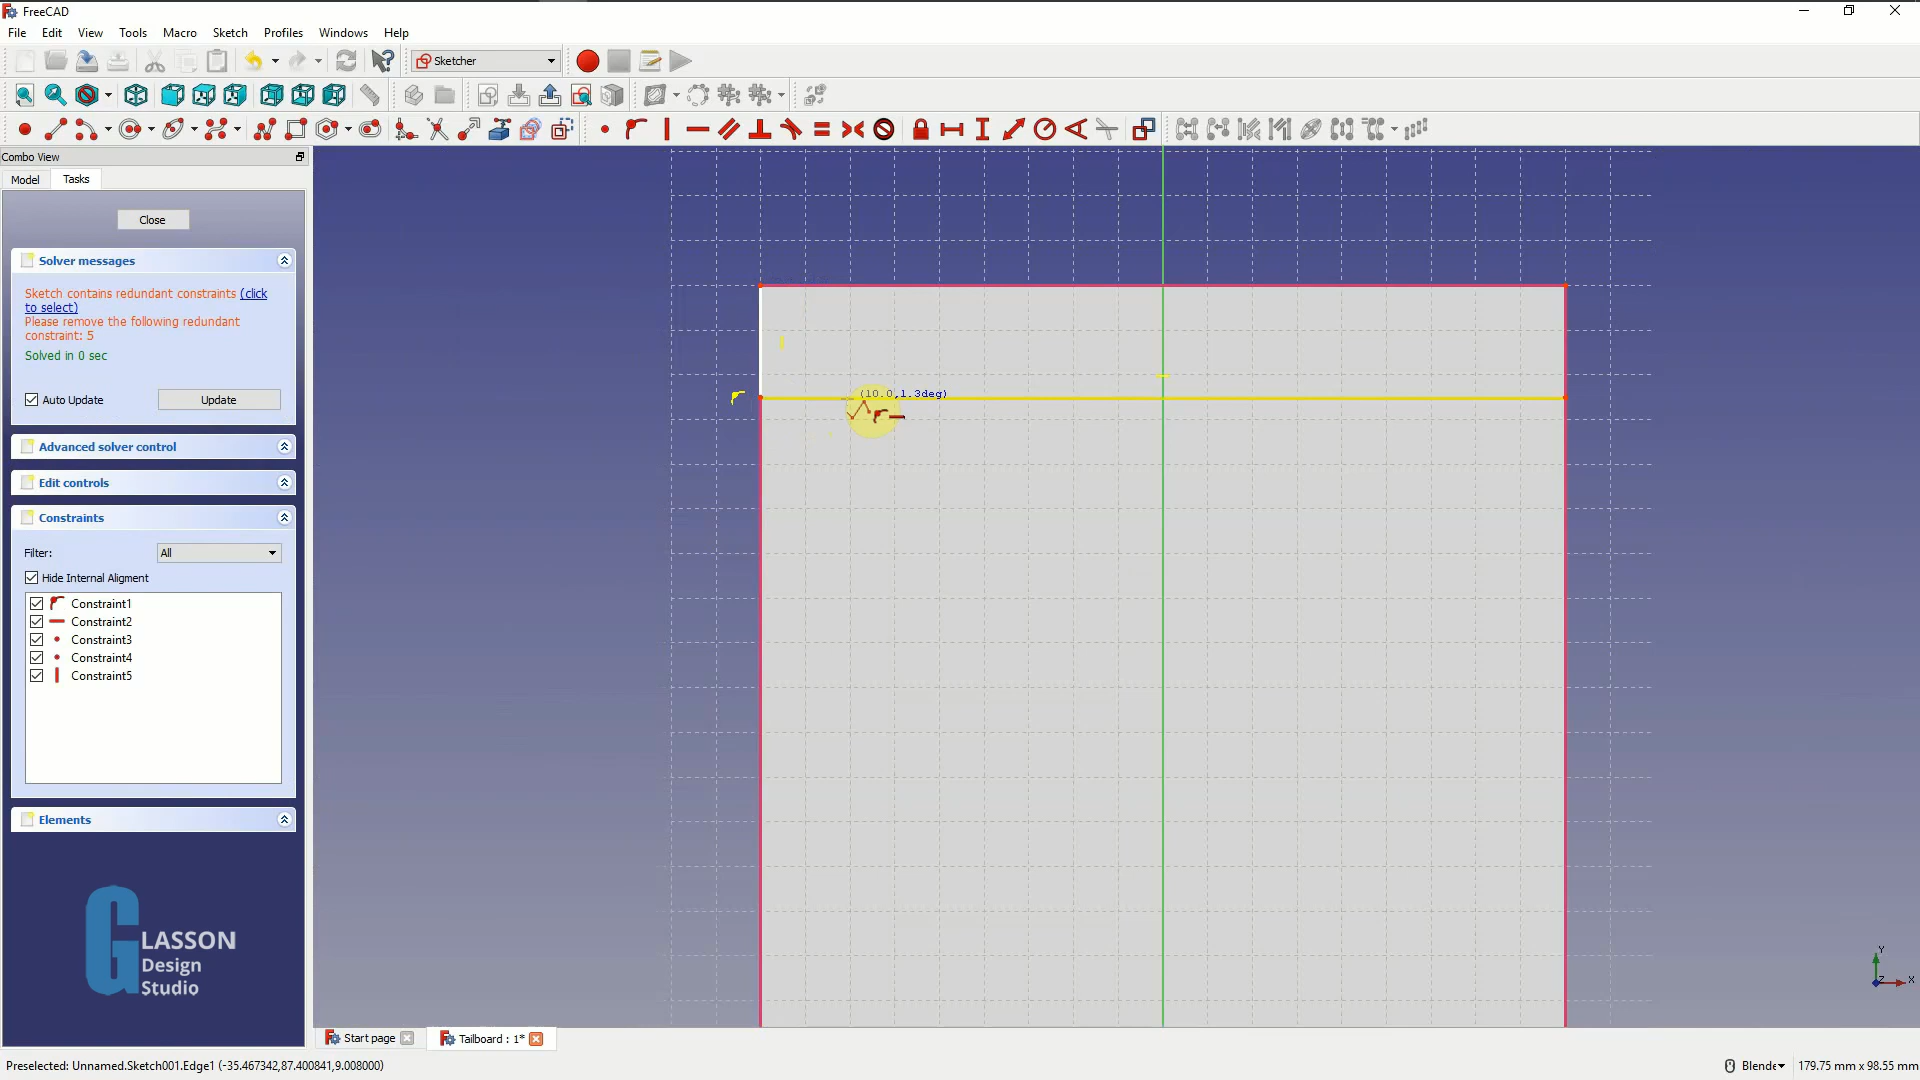 FreeCAD
File Edit View Tools Macro Sketch Profiles Windows Help
Sketcher
Combo View
Model Tasks
Close
Solver messages
Sketch contains redundant constraints (click
to select)
Please remove the following redundant
constraint: 5
Solved in 0 sec
Auto Update Update
Advanced solver control
Edit controls
Constraints
Filter: All
Hide Internal Aligment
Constraint1
Constraint2
Constraint3
Constraint4
Constraint5
Elements
(10.0,1.3deg)
GLASSON
Design
Studio
Y
Z X
Start page Tailboard : 1*
Preselected: Unnamed.Sketch001.Edge1 (-35.467342,87.400841,9.008000) Blende 179.75 mm x 98.55 mm